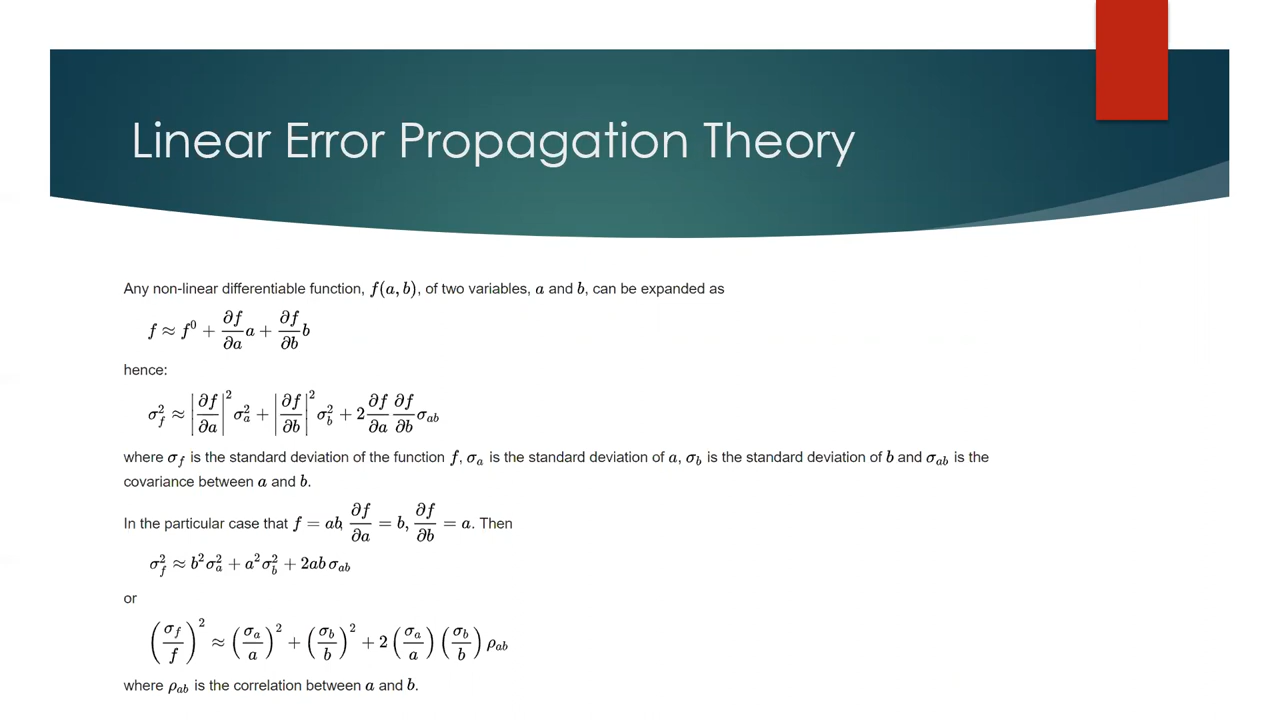 Linear Error Propagation Theory
Any non-linear differentiable function, f(a, b), of two variables, a and b, can be expanded as
f ≈ f⁰ + ∂f/∂a a + ∂f/∂b b
hence:
σ_f² ≈ |∂f/∂a|² σ_a² + |∂f/∂b|² σ_b² + 2 ∂f/∂a ∂f/∂b σ_ab
where σ_f is the standard deviation of the function f, σ_a is the standard deviation of a, σ_b is the standard deviation of b and σ_ab is the
covariance between a and b.
In the particular case that f = ab, ∂f/∂a = b, ∂f/∂b = a. Then
σ_f² ≈ b²σ_a² + a²σ_b² + 2ab σ_ab
or
(σ_f/f)² ≈ (σ_a/a)² + (σ_b/b)² + 2 (σ_a/a) (σ_b/b) ρ_ab
where ρ_ab is the correlation between a and b.